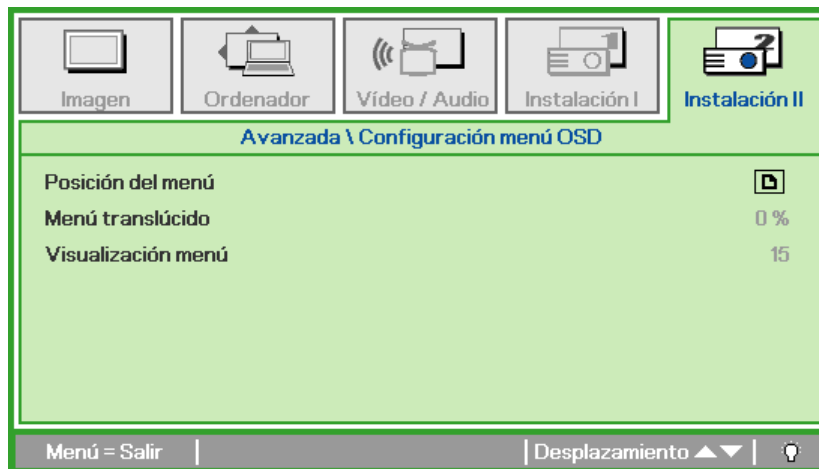 Imagen
Ordenador
Vídeo / Audio
Instalación I
Instalación II
Avanzada \ Configuración menú OSD
Posición del menú
Menú translúcido 0 %
Visualización menú 15
Menú = Salir Desplazamiento ▲▼